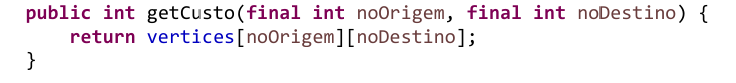 public int getCusto(final int noOrigem, final int noDestino) {
    return vertices[noOrigem][noDestino];
}